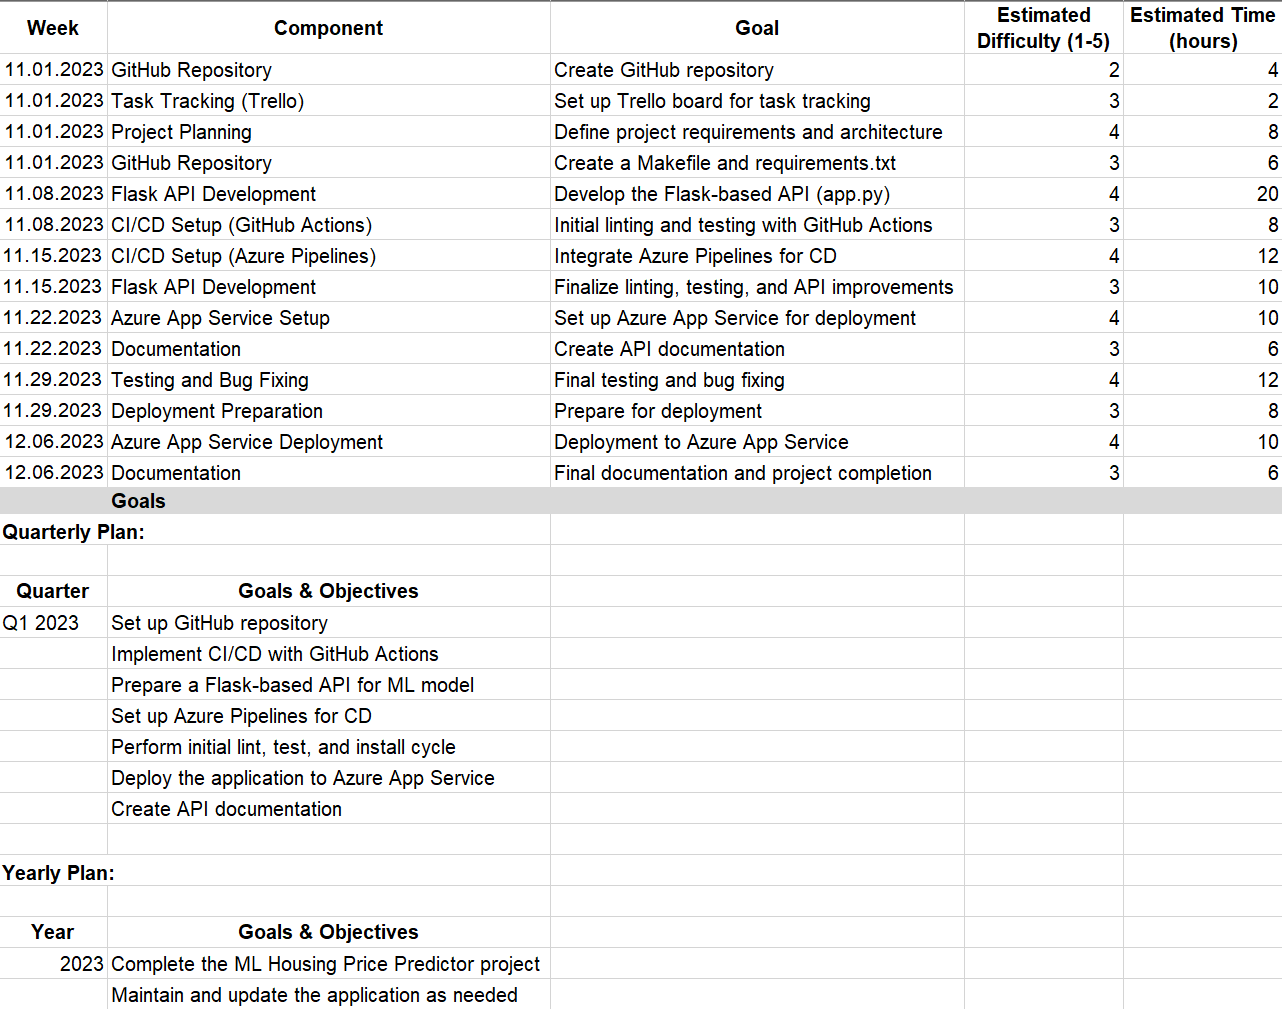 Week Component Goal Estimated Difficulty (1-5) Estimated Time (hours)
11.01.2023 GitHub Repository Create GitHub repository 2 4
11.01.2023 Task Tracking (Trello) Set up Trello board for task tracking 3 2
11.01.2023 Project Planning Define project requirements and architecture 4 8
11.01.2023 GitHub Repository Create a Makefile and requirements.txt 3 6
11.08.2023 Flask API Development Develop the Flask-based API (app.py) 4 20
11.08.2023 CI/CD Setup (GitHub Actions) Initial linting and testing with GitHub Actions 3 8
11.15.2023 CI/CD Setup (Azure Pipelines) Integrate Azure Pipelines for CD 4 12
11.15.2023 Flask API Development Finalize linting, testing, and API improvements 3 10
11.22.2023 Azure App Service Setup Set up Azure App Service for deployment 4 10
11.22.2023 Documentation Create API documentation 3 6
11.29.2023 Testing and Bug Fixing Final testing and bug fixing 4 12
11.29.2023 Deployment Preparation Prepare for deployment 3 8
12.06.2023 Azure App Service Deployment Deployment to Azure App Service 4 10
12.06.2023 Documentation Final documentation and project completion 3 6
Goals
Quarterly Plan:
Quarter Goals & Objectives
Q1 2023 Set up GitHub repository
Implement CI/CD with GitHub Actions
Prepare a Flask-based API for ML model
Set up Azure Pipelines for CD
Perform initial lint, test, and install cycle
Deploy the application to Azure App Service
Create API documentation
Yearly Plan:
Year Goals & Objectives
2023 Complete the ML Housing Price Predictor project
Maintain and update the application as needed